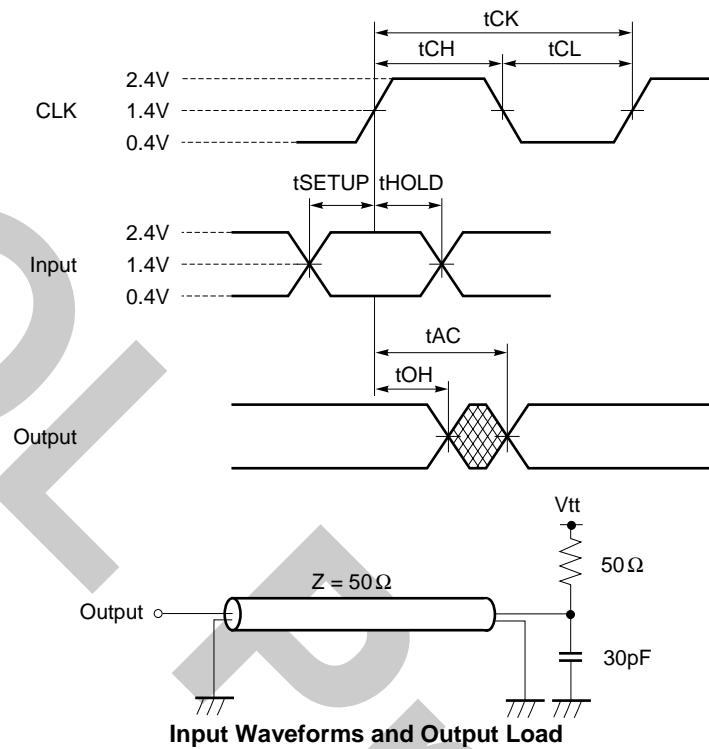 tCK
tCH tCL
2.4V
CLK 1.4V
0.4V
tSETUP tHOLD
2.4V
Input 1.4V
0.4V
tAC
tOH
Output
Vtt
50Ω
Z = 50Ω
Output
30pF
Input Waveforms and Output Load